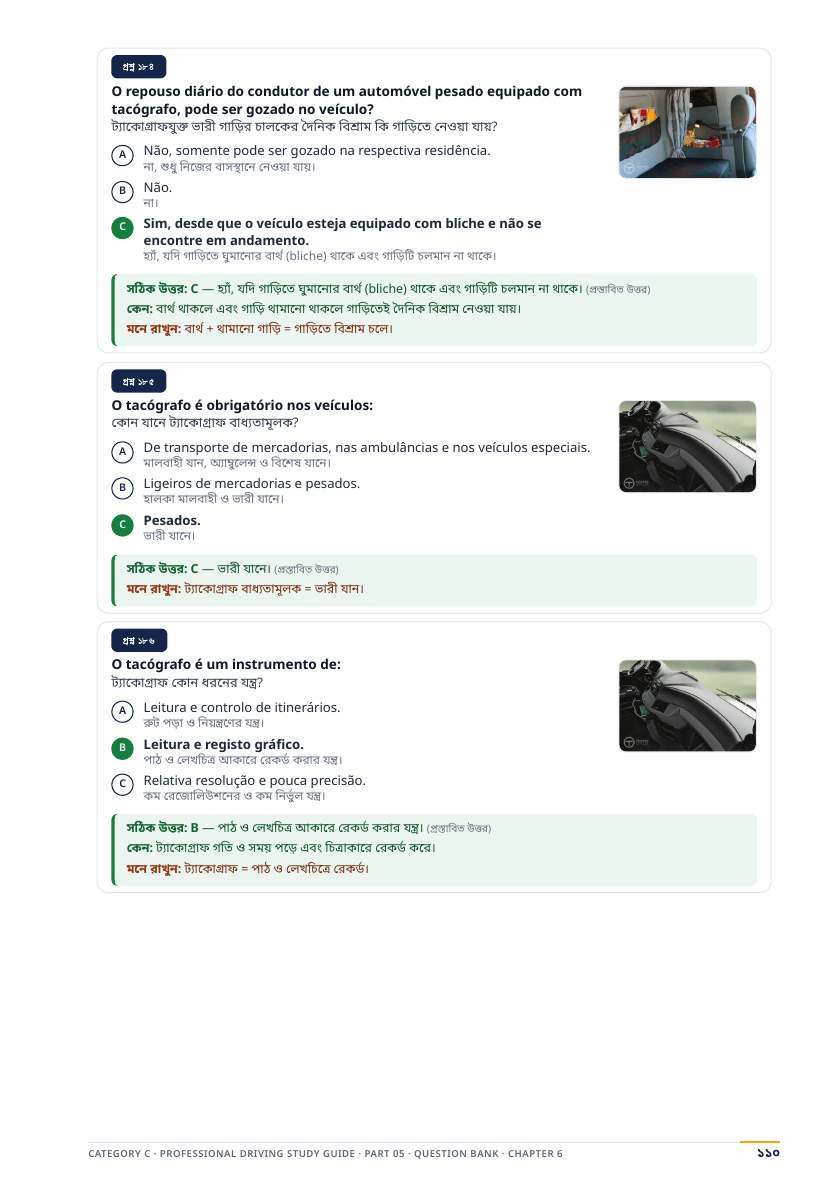 প্রশ্ন ১৮৪
O repouso diário do condutor de um automóvel pesado equipado com
tacógrafo, pode ser gozado no veículo?
ট্যাকোগ্রাফযুক্ত ভারী গাড়ির চালকের দৈনিক বিশ্রাম কি গাড়িতে নেওয়া যায়?
A Não, somente pode ser gozado na respectiva residência.
না, শুধু নিজের বাসস্থানে নেওয়া যায়।
B Não.
না।
C Sim, desde que o veículo esteja equipado com bliche e não se
encontre em andamento.
হ্যাঁ, যদি গাড়িতে ঘুমানোর বার্থ (bliche) থাকে এবং গাড়িটি চলমান না থাকে।
সঠিক উত্তর: C — হ্যাঁ, যদি গাড়িতে ঘুমানোর বার্থ (bliche) থাকে এবং গাড়িটি চলমান না থাকে। (প্রস্তাবিত উত্তর)
কেন: বার্থ থাকলে এবং গাড়ি থামানো থাকলে গাড়িতেই দৈনিক বিশ্রাম নেওয়া যায়।
মনে রাখুন: বার্থ + থামানো গাড়ি = গাড়িতে বিশ্রাম চলে।
প্রশ্ন ১৮৫
O tacógrafo é obrigatório nos veículos:
কোন যানে ট্যাকোগ্রাফ বাধ্যতামূলক?
A De transporte de mercadorias, nas ambulâncias e nos veículos especiais.
মালবাহী যান, অ্যাম্বুলেন্স ও বিশেষ যানে।
B Ligeiros de mercadorias e pesados.
হালকা মালবাহী ও ভারী যানে।
C Pesados.
ভারী যানে।
সঠিক উত্তর: C — ভারী যানে। (প্রস্তাবিত উত্তর)
মনে রাখুন: ট্যাকোগ্রাফ বাধ্যতামূলক = ভারী যান।
প্রশ্ন ১৮৬
O tacógrafo é um instrumento de:
ট্যাকোগ্রাফ কোন ধরনের যন্ত্র?
A Leitura e controlo de itinerários.
রুট পড়া ও নিয়ন্ত্রণের যন্ত্র।
B Leitura e registo gráfico.
পাঠ ও লেখচিত্র আকারে রেকর্ড করার যন্ত্র।
C Relativa resolução e pouca precisão.
কম রেজোলিউশনের ও কম নির্ভুল যন্ত্র।
সঠিক উত্তর: B — পাঠ ও লেখচিত্র আকারে রেকর্ড করার যন্ত্র। (প্রস্তাবিত উত্তর)
কেন: ট্যাকোগ্রাফ গতি ও সময় পড়ে এবং চিত্রাকারে রেকর্ড করে।
মনে রাখুন: ট্যাকোগ্রাফ = পাঠ ও লেখচিত্রে রেকর্ড।
CATEGORY C · PROFESSIONAL DRIVING STUDY GUIDE · PART 05 · QUESTION BANK · CHAPTER 6 ১১০